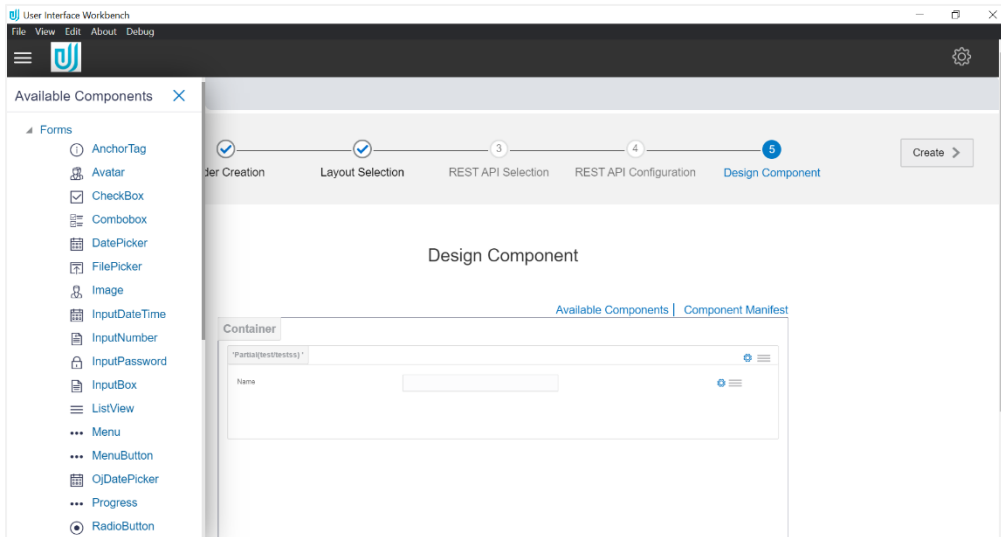 User Interface Workbench
File View Edit About Debug
Available Components
Forms
AnchorTag
Avatar
CheckBox
Combobox
DatePicker
FilePicker
Image
InputDateTime
InputNumber
InputPassword
InputBox
ListView
Menu
MenuButton
OjDatePicker
Progress
RadioButton
3 4 5
der Creation Layout Selection REST API Selection REST API Configuration Design Component
Create
Design Component
Available Components | Component Manifest
Container
'Partial(test/testss) '
Name